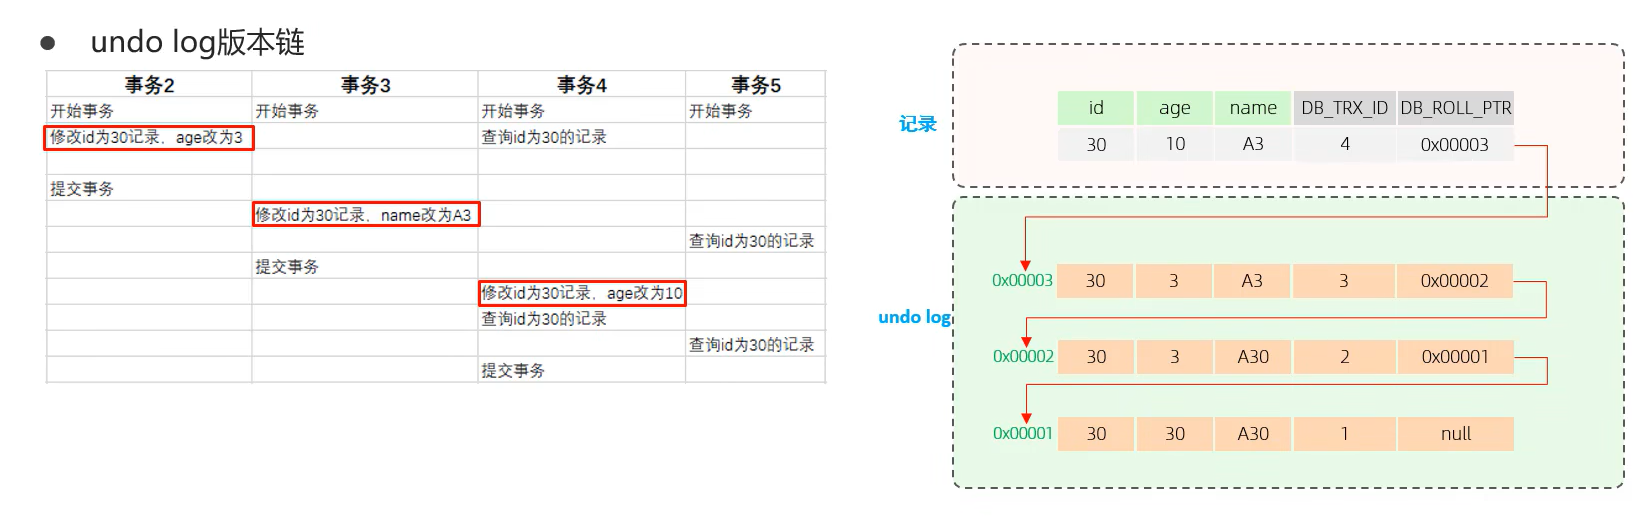 ● undo log版本链
事务2 事务3 事务4 事务5
开始事务 开始事务 开始事务 开始事务
修改id为30记录，age改为3 查询id为30的记录
提交事务
修改id为30记录，name改为A3
查询id为30的记录
提交事务
修改id为30记录，age改为10
查询id为30的记录
查询id为30的记录
提交事务
记录
id age name DB_TRX_ID DB_ROLL_PTR
30 10 A3 4 0x00003
undo log
0x00003 30 3 A3 3 0x00002
0x00002 30 3 A30 2 0x00001
0x00001 30 30 A30 1 null